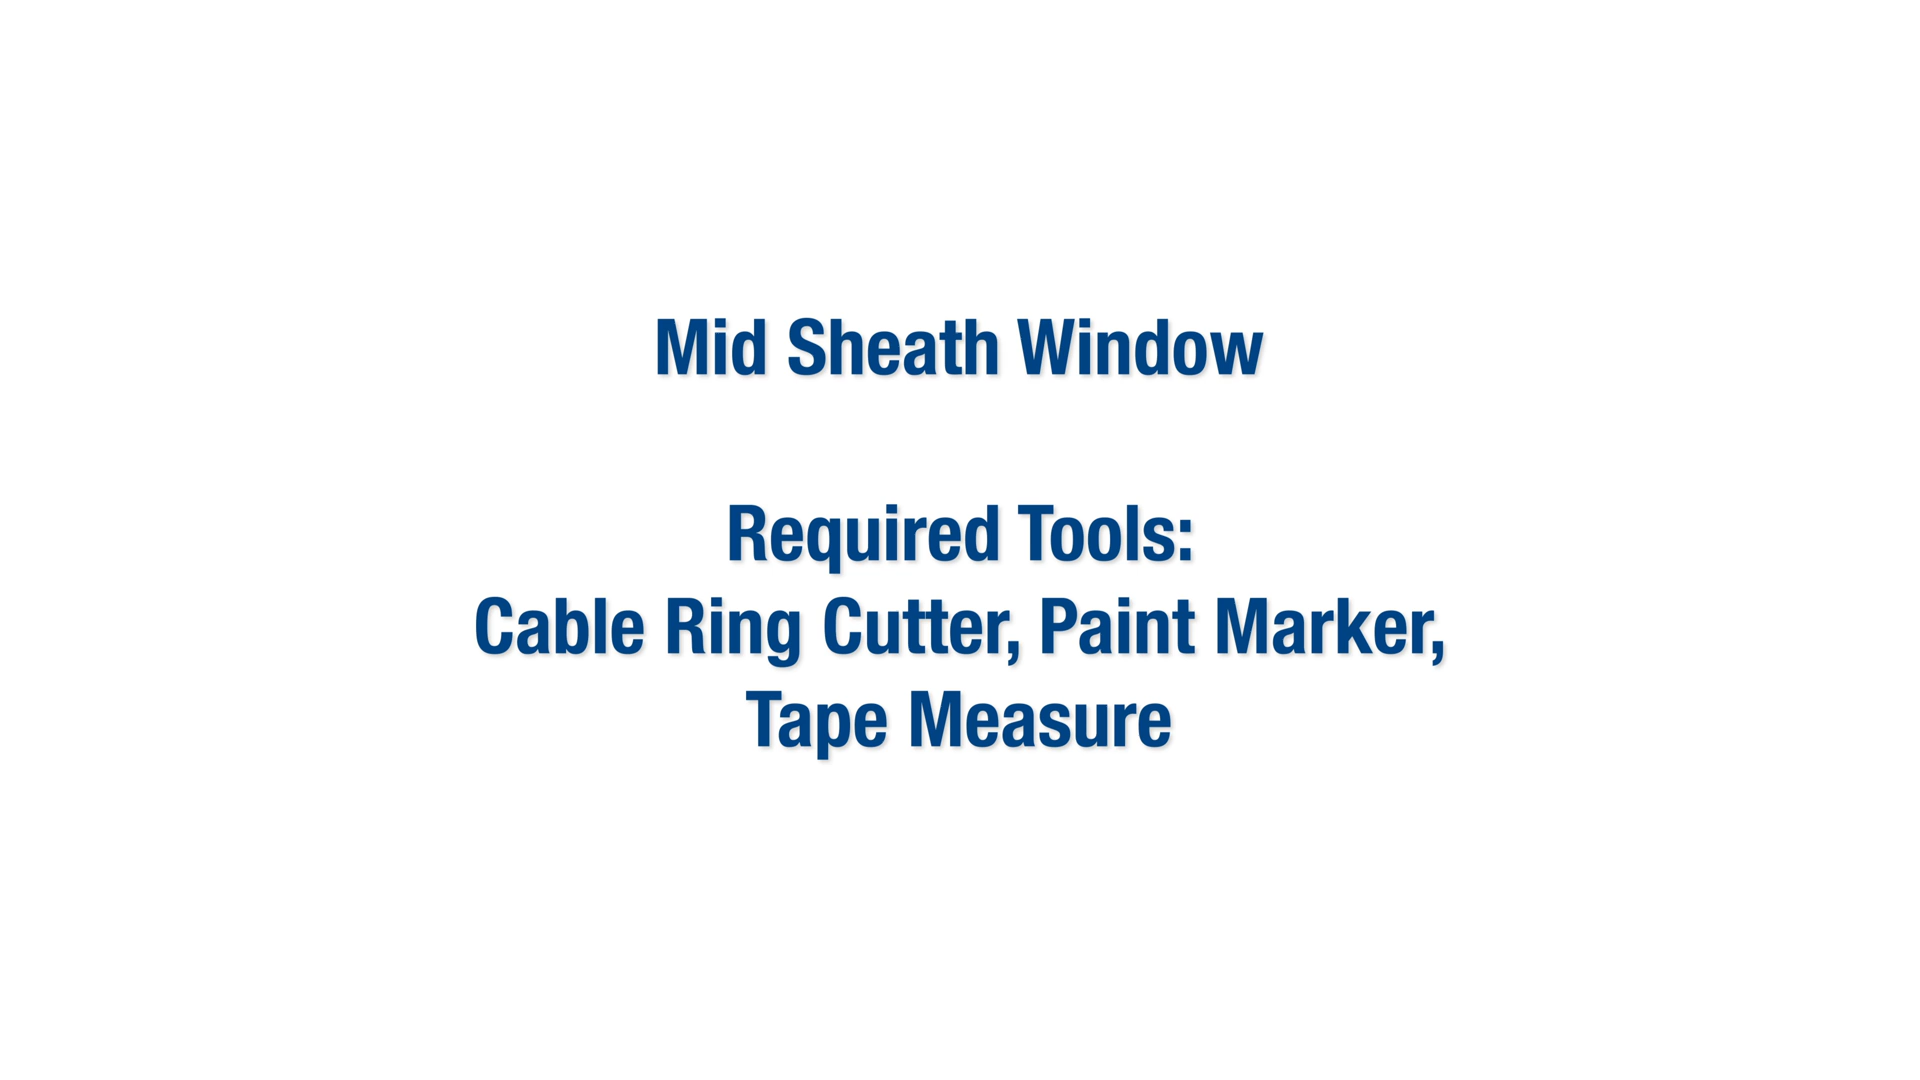 Mid Sheath Window
Required Tools:
Cable Ring Cutter, Paint Marker,
Tape Measure